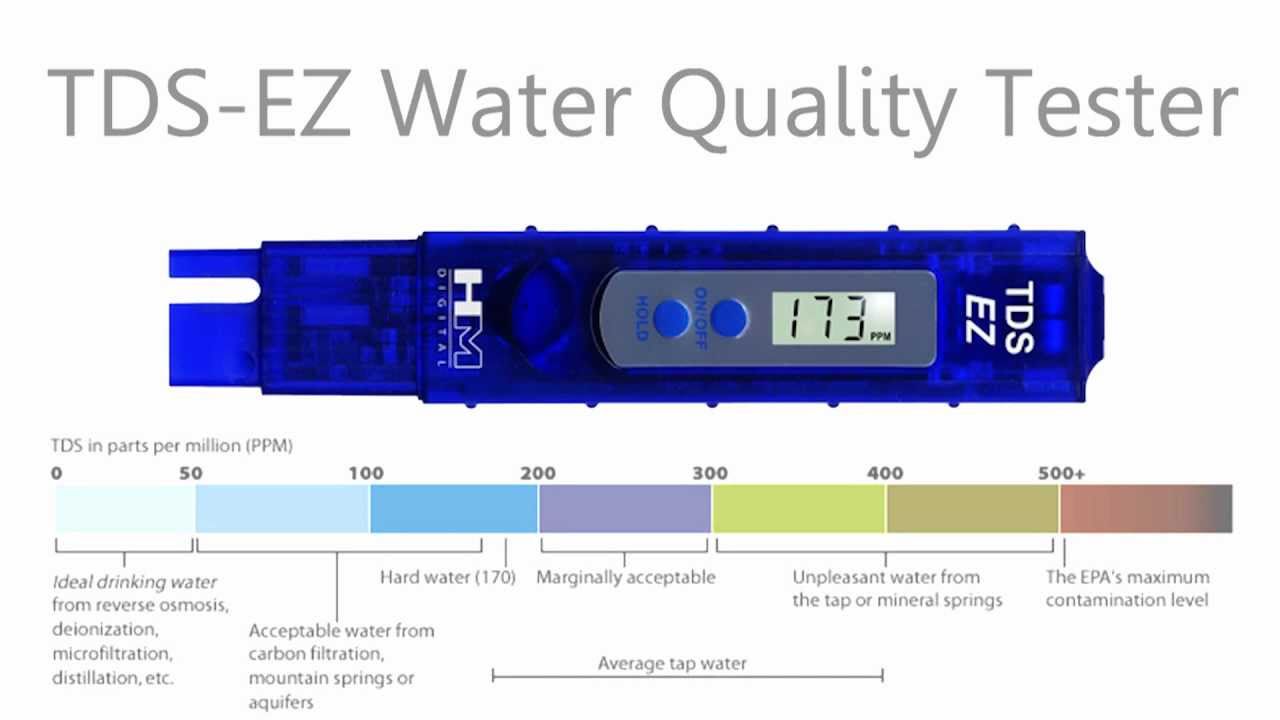 TDS-EZ Water Quality Tester
HM
DIGITAL
HOLD
ON/OFF
173 PPM
TDS
EZ
TDS in parts per million (PPM)
0 50 100 200 300 400 500+
Ideal drinking water
from reverse osmosis,
deionization,
microfiltration,
distillation, etc.
Acceptable water from
carbon filtration,
mountain springs or
aquifers
Hard water (170)
Marginally acceptable
Unpleasant water from
the tap or mineral springs
The EPA's maximum
contamination level
Average tap water